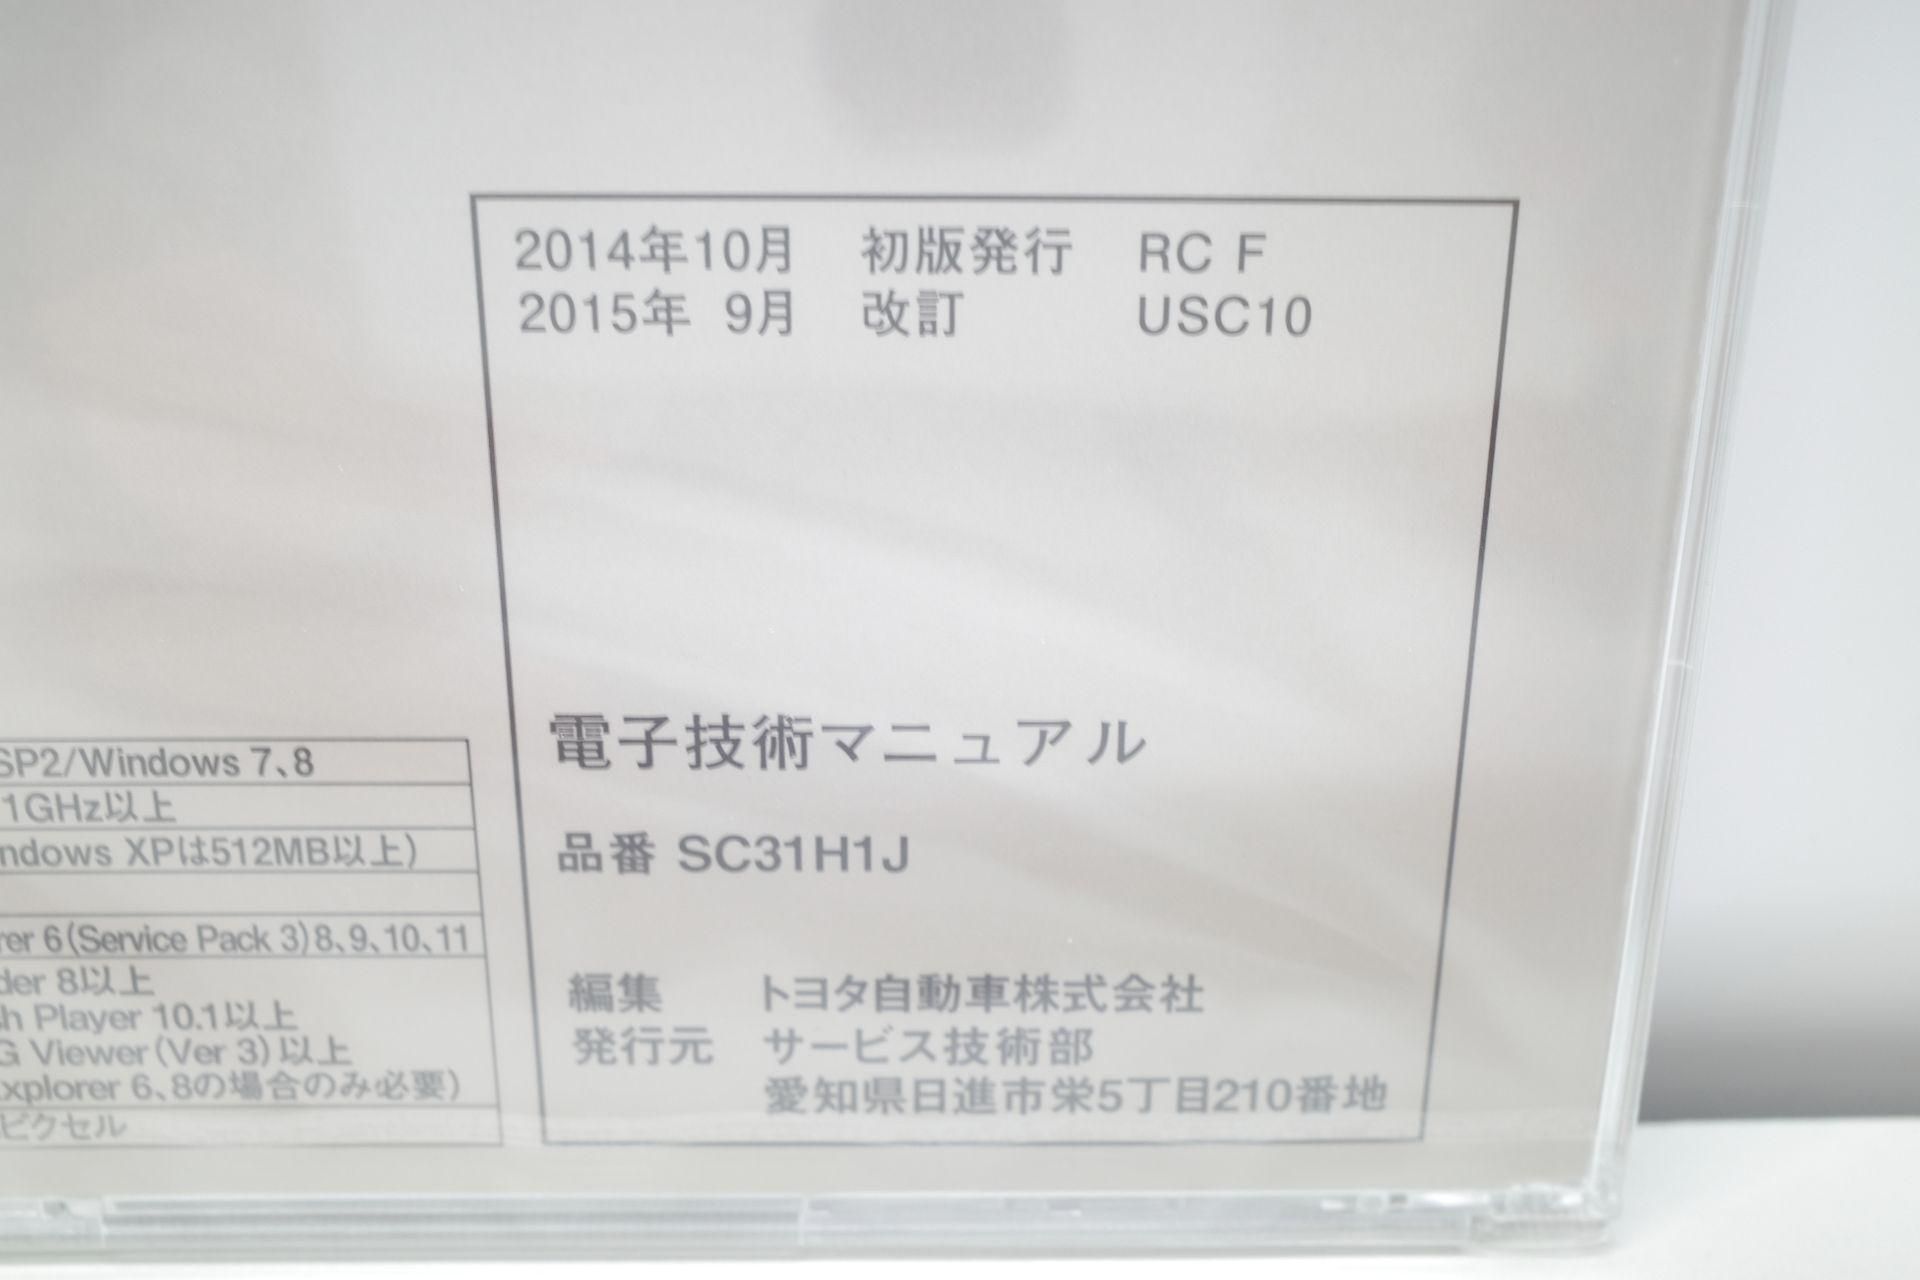 2014年10月 初版発行 RC F
2015年 9月 改訂 USC10
電子技術マニュアル
品番 SC31H1J
編集 トヨタ自動車株式会社
発行元 サービス技術部
愛知県日進市栄5丁目210番地
SP2/Windows 7、8
1GHz以上
ndows XPは512MB以上)
rer 6(Service Pack 3)8、9、10、11
der 8以上
sh Player 10.1以上
G Viewer(Ver 3)以上
Explorer 6、8の場合のみ必要)
ピクセル